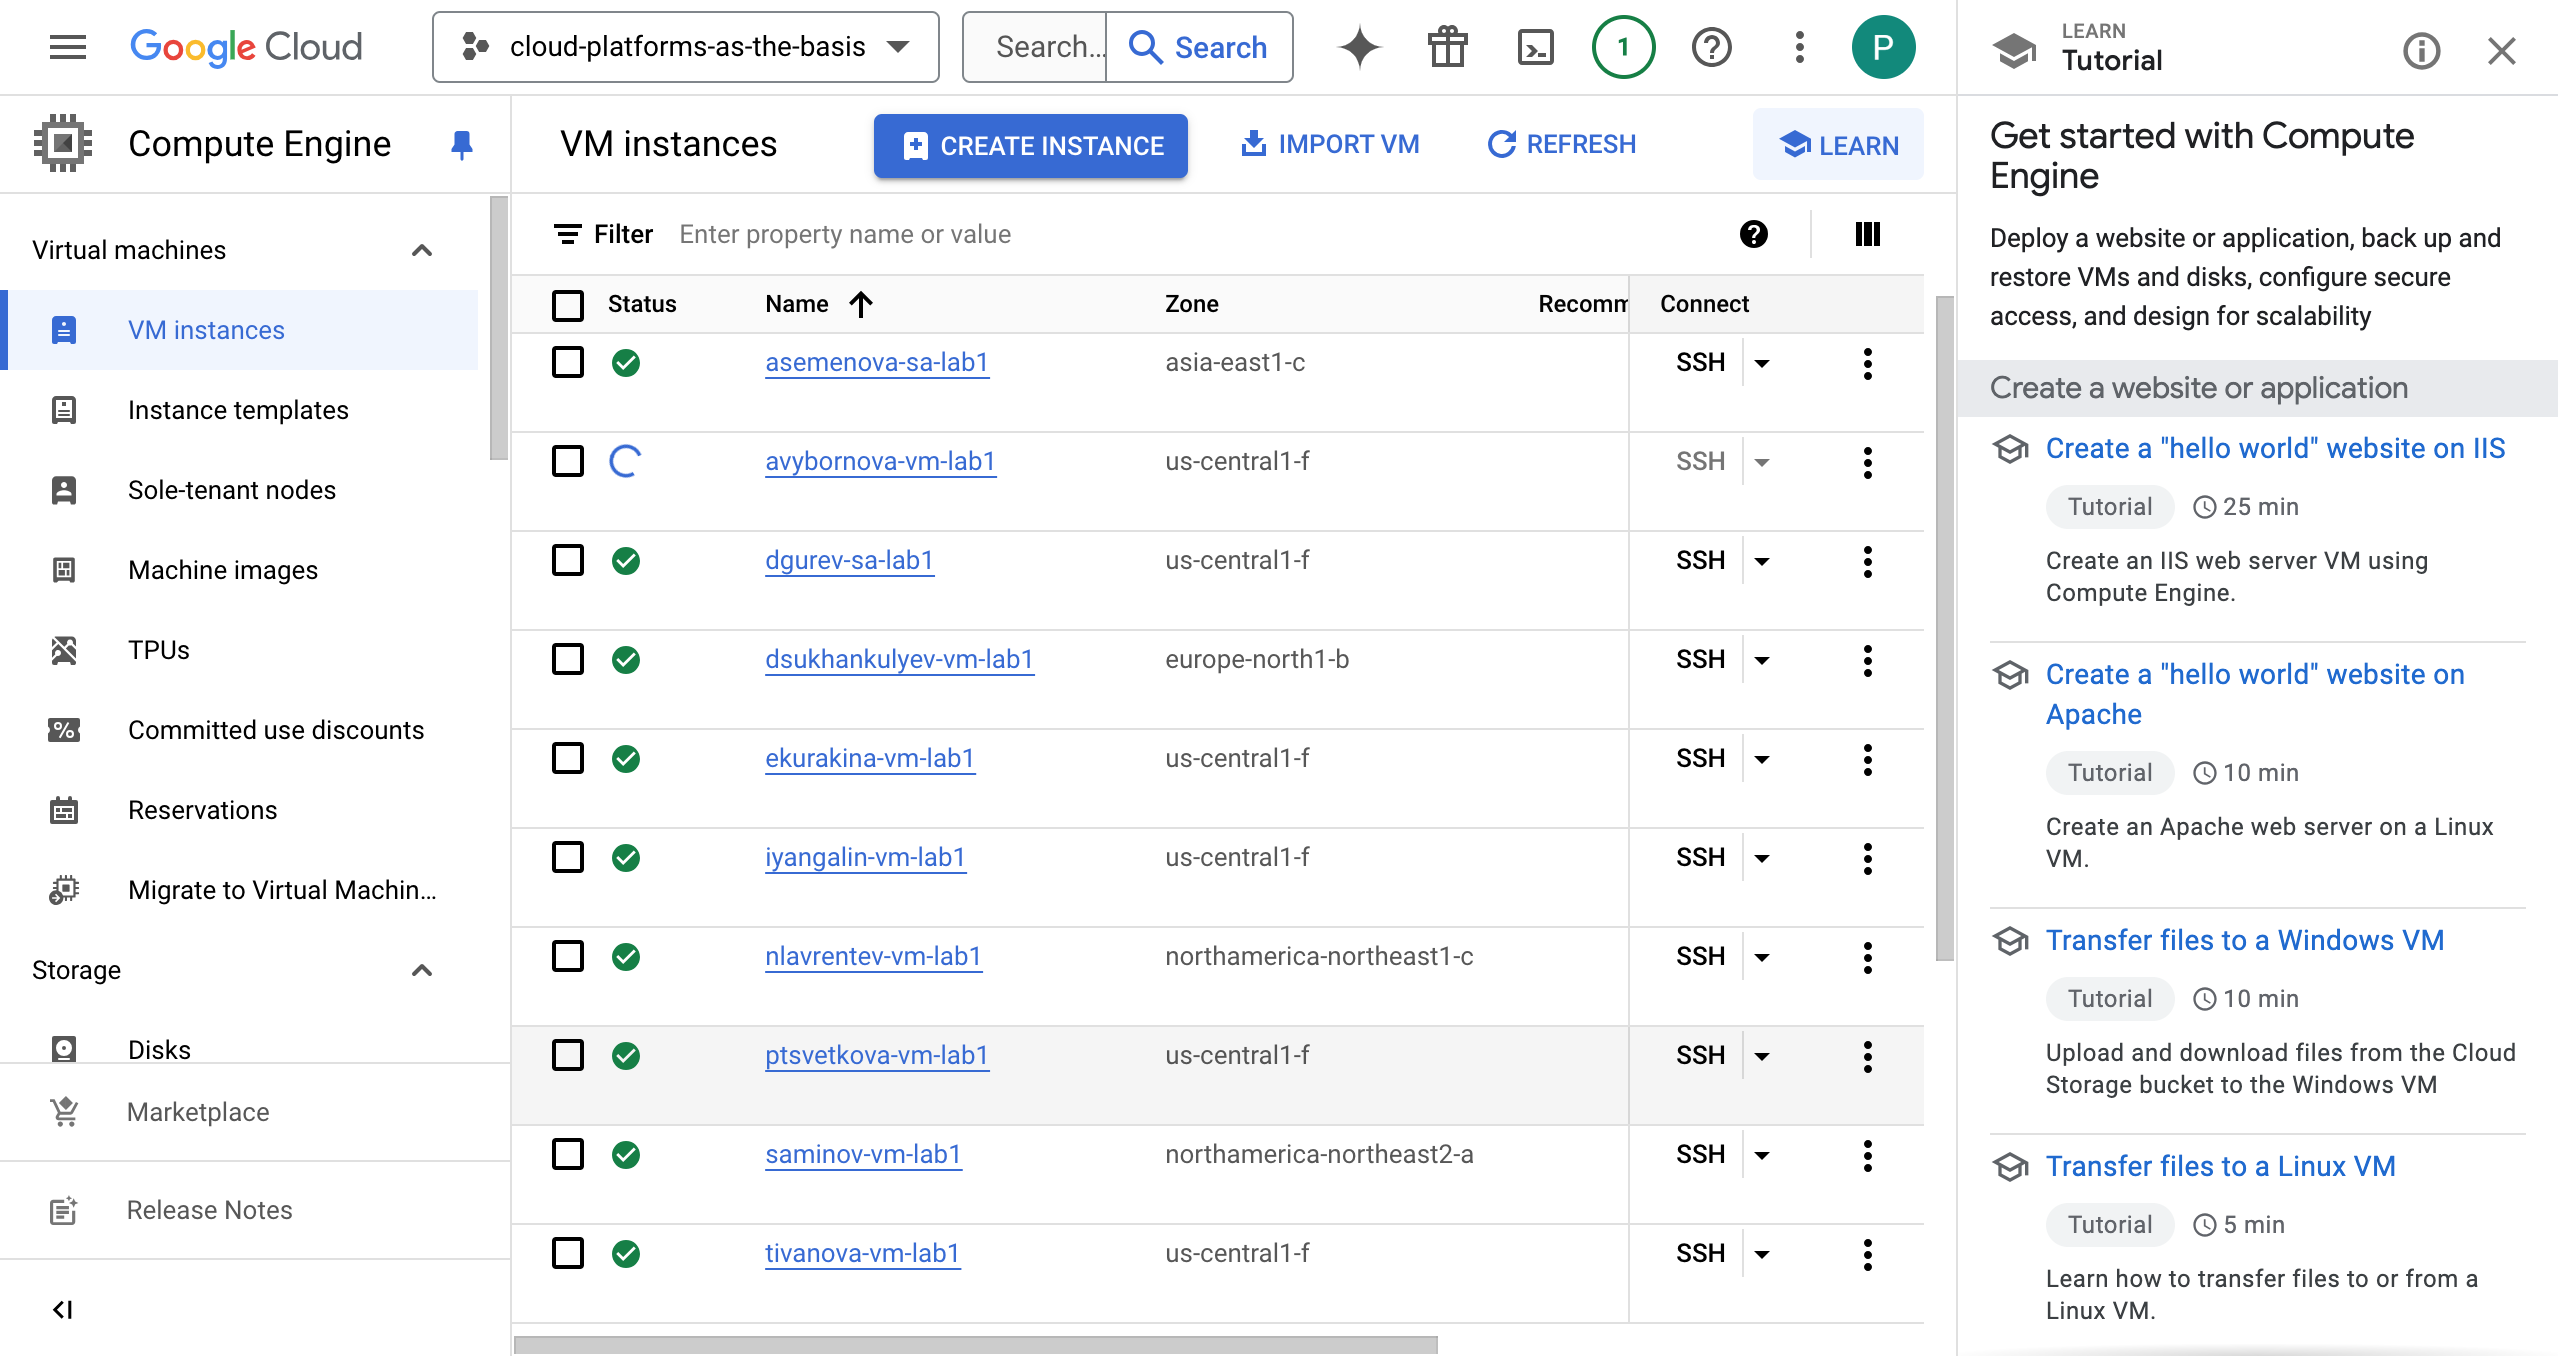 Google Cloud
cloud-platforms-as-the-basis
Search...
Search
1
P
LEARN
Tutorial
Compute Engine
Virtual machines
VM instances
Instance templates
Sole-tenant nodes
Machine images
TPUs
Committed use discounts
Reservations
Migrate to Virtual Machin...
Storage
Disks
Marketplace
Release Notes
VM instances
CREATE INSTANCE
IMPORT VM
REFRESH
LEARN
Filter Enter property name or value
Status Name Zone Recomm Connect
asemenova-sa-lab1 asia-east1-c SSH
avybornova-vm-lab1 us-central1-f SSH
dgurev-sa-lab1 us-central1-f SSH
dsukhankulyev-vm-lab1 europe-north1-b SSH
ekurakina-vm-lab1 us-central1-f SSH
iyangalin-vm-lab1 us-central1-f SSH
nlavrentev-vm-lab1 northamerica-northeast1-c SSH
ptsvetkova-vm-lab1 us-central1-f SSH
saminov-vm-lab1 northamerica-northeast2-a SSH
tivanova-vm-lab1 us-central1-f SSH
Get started with Compute
Engine
Deploy a website or application, back up and
restore VMs and disks, configure secure
access, and design for scalability
Create a website or application
Create a "hello world" website on IIS
Tutorial 25 min
Create an IIS web server VM using
Compute Engine.
Create a "hello world" website on
Apache
Tutorial 10 min
Create an Apache web server on a Linux
VM.
Transfer files to a Windows VM
Tutorial 10 min
Upload and download files from the Cloud
Storage bucket to the Windows VM
Transfer files to a Linux VM
Tutorial 5 min
Learn how to transfer files to or from a
Linux VM.